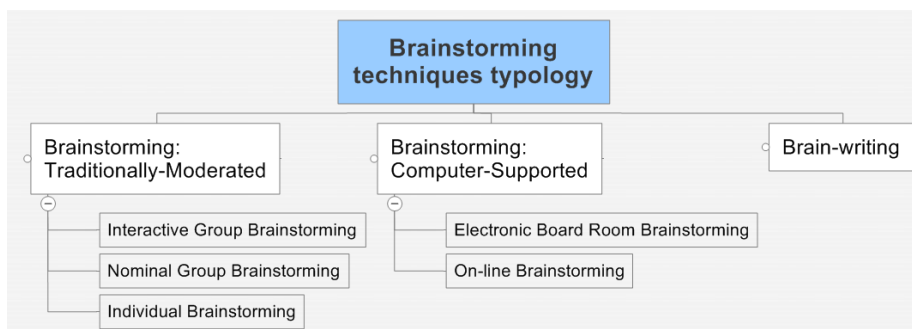 Brainstorming
techniques typology
Brainstorming:
Traditionally-Moderated
Brainstorming:
Computer-Supported
Brain-writing
Interactive Group Brainstorming
Nominal Group Brainstorming
Individual Brainstorming
Electronic Board Room Brainstorming
On-line Brainstorming